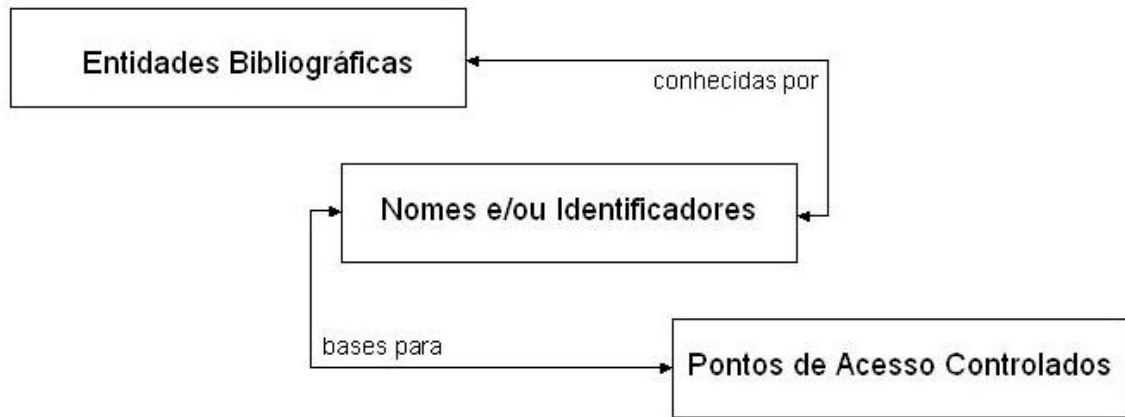 Entidades Bibliográficas
conhecidas por
Nomes e/ou Identificadores
bases para
Pontos de Acesso Controlados